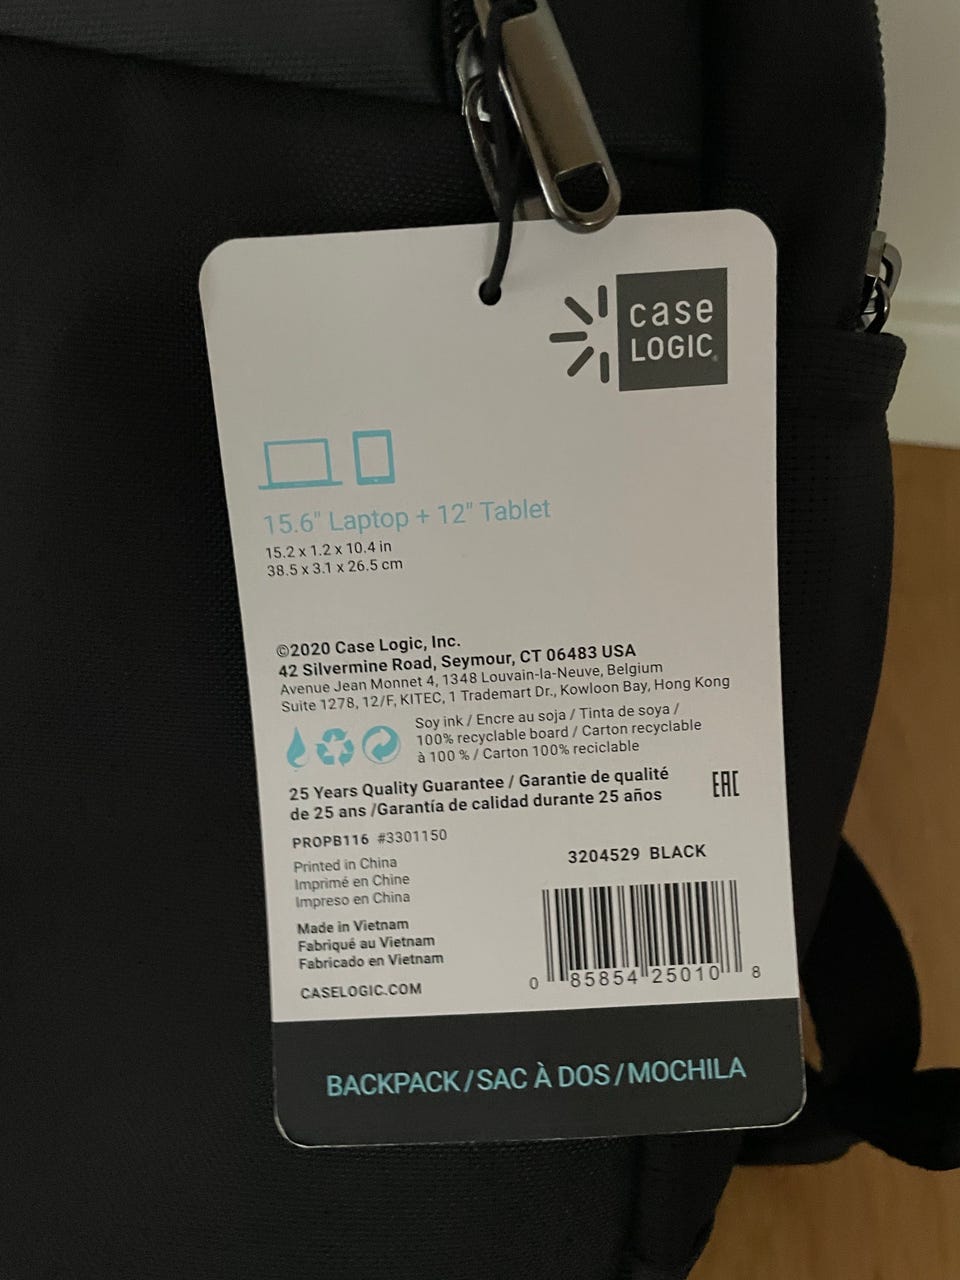 case
LOGIC®
15.6" Laptop + 12" Tablet
15.2 x 1.2 x 10.4 in
38.5 x 3.1 x 26.5 cm
©2020 Case Logic, Inc.
42 Silvermine Road, Seymour, CT 06483 USA
Avenue Jean Monnet 4, 1348 Louvain-la-Neuve, Belgium
Suite 1278, 12/F, KITEC, 1 Trademart Dr., Kowloon Bay, Hong Kong
Soy ink / Encre au soja / Tinta de soya /
100% recyclable board / Carton recyclable
à 100 % / Carton 100% reciclable
25 Years Quality Guarantee / Garantie de qualité
de 25 ans /Garantía de calidad durante 25 años
EAC
PROPB116 #3301150
Printed in China
Imprimé en Chine
Impreso en China
Made in Vietnam
Fabriqué au Vietnam
Fabricado en Vietnam
CASELOGIC.COM
3204529 BLACK
0 85854 25010 8
BACKPACK/SAC À DOS/MOCHILA